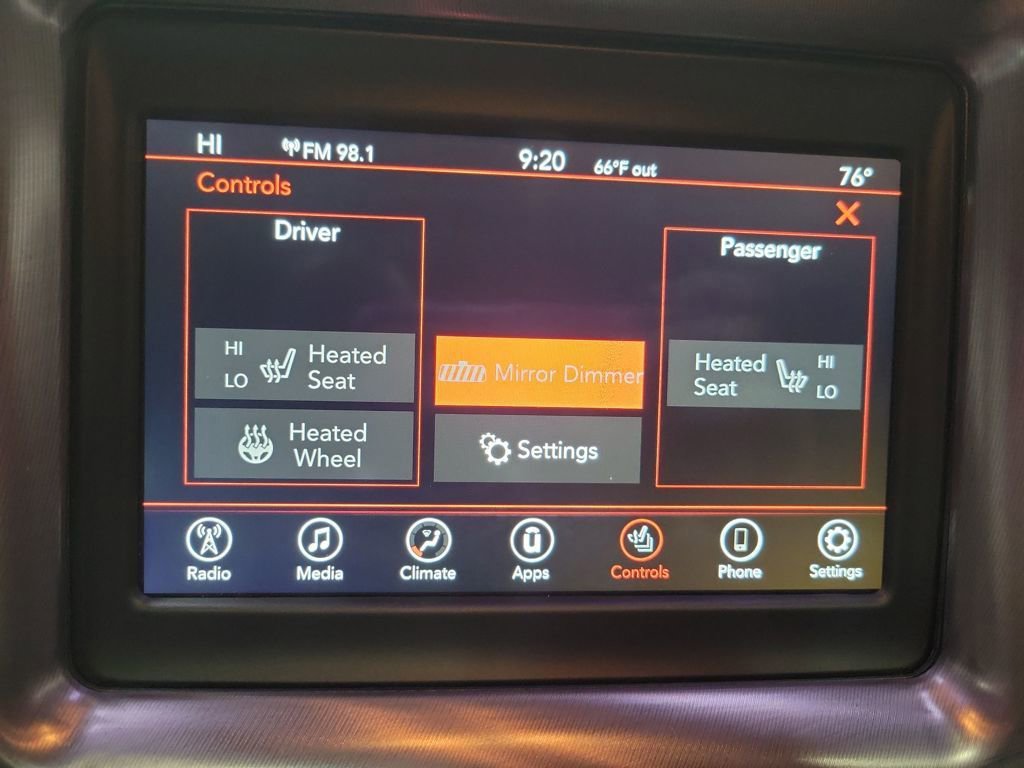 HI FM 98.1 9:20 66°F out 76°
Controls
Driver
HI
LO
Heated
Seat
Heated
Wheel
Mirror Dimmer
Settings
Passenger
Heated
Seat
HI
LO
Radio Media Climate Apps Controls Phone Settings